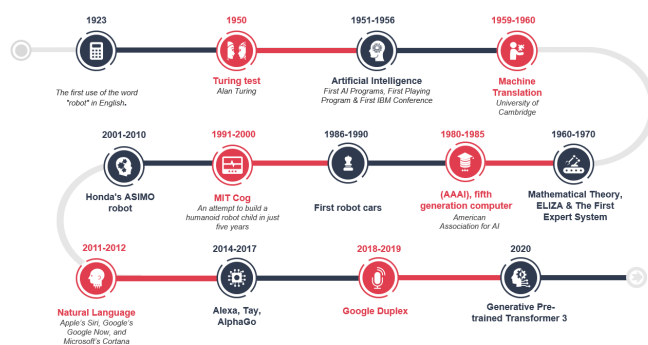 1923
The first use of the word
"robot" in English.
1950
Turing test
Alan Turing
1951-1956
Artificial Intelligence
First AI Programs, First Playing
Program & First IBM Conference
1959-1960
Machine
Translation
University of
Cambridge
1960-1970
Mathematical Theory,
ELIZA & The First
Expert System
1980-1985
(AAAI), fifth
generation computer
American
Association for AI
1986-1990
First robot cars
1991-2000
MIT Cog
An attempt to build a
humanoid robot child in just
five years
2001-2010
Honda's ASIMO
robot
2011-2012
Natural Language
Apple's Siri, Google's
Google Now, and
Microsoft's Cortana
2014-2017
Alexa, Tay,
AlphaGo
2018-2019
Google Duplex
2020
Generative Pre-
trained Transformer 3